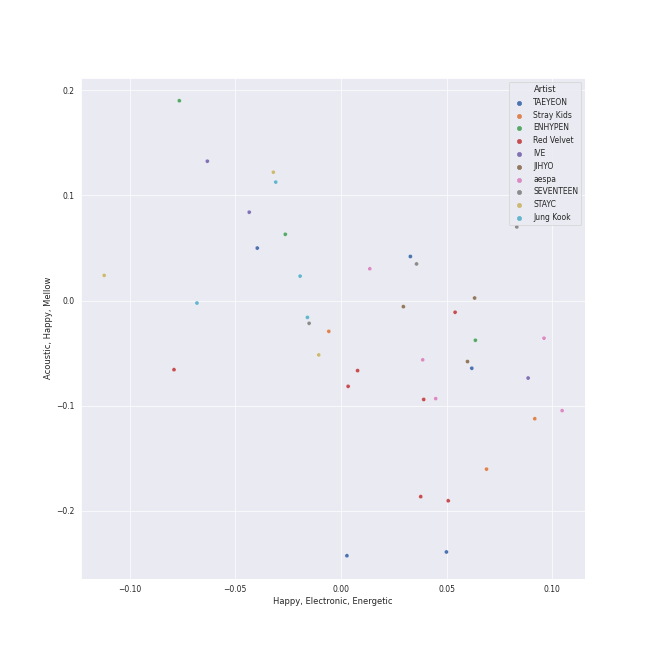 0.2
0.1
0.0
−0.1
−0.2
Acoustic, Happy, Mellow
Artist
TAEYEON
Stray Kids
ENHYPEN
Red Velvet
IVE
JIHYO
aespa
SEVENTEEN
STAYC
Jung Kook
−0.10 −0.05 0.00 0.05 0.10
Happy, Electronic, Energetic